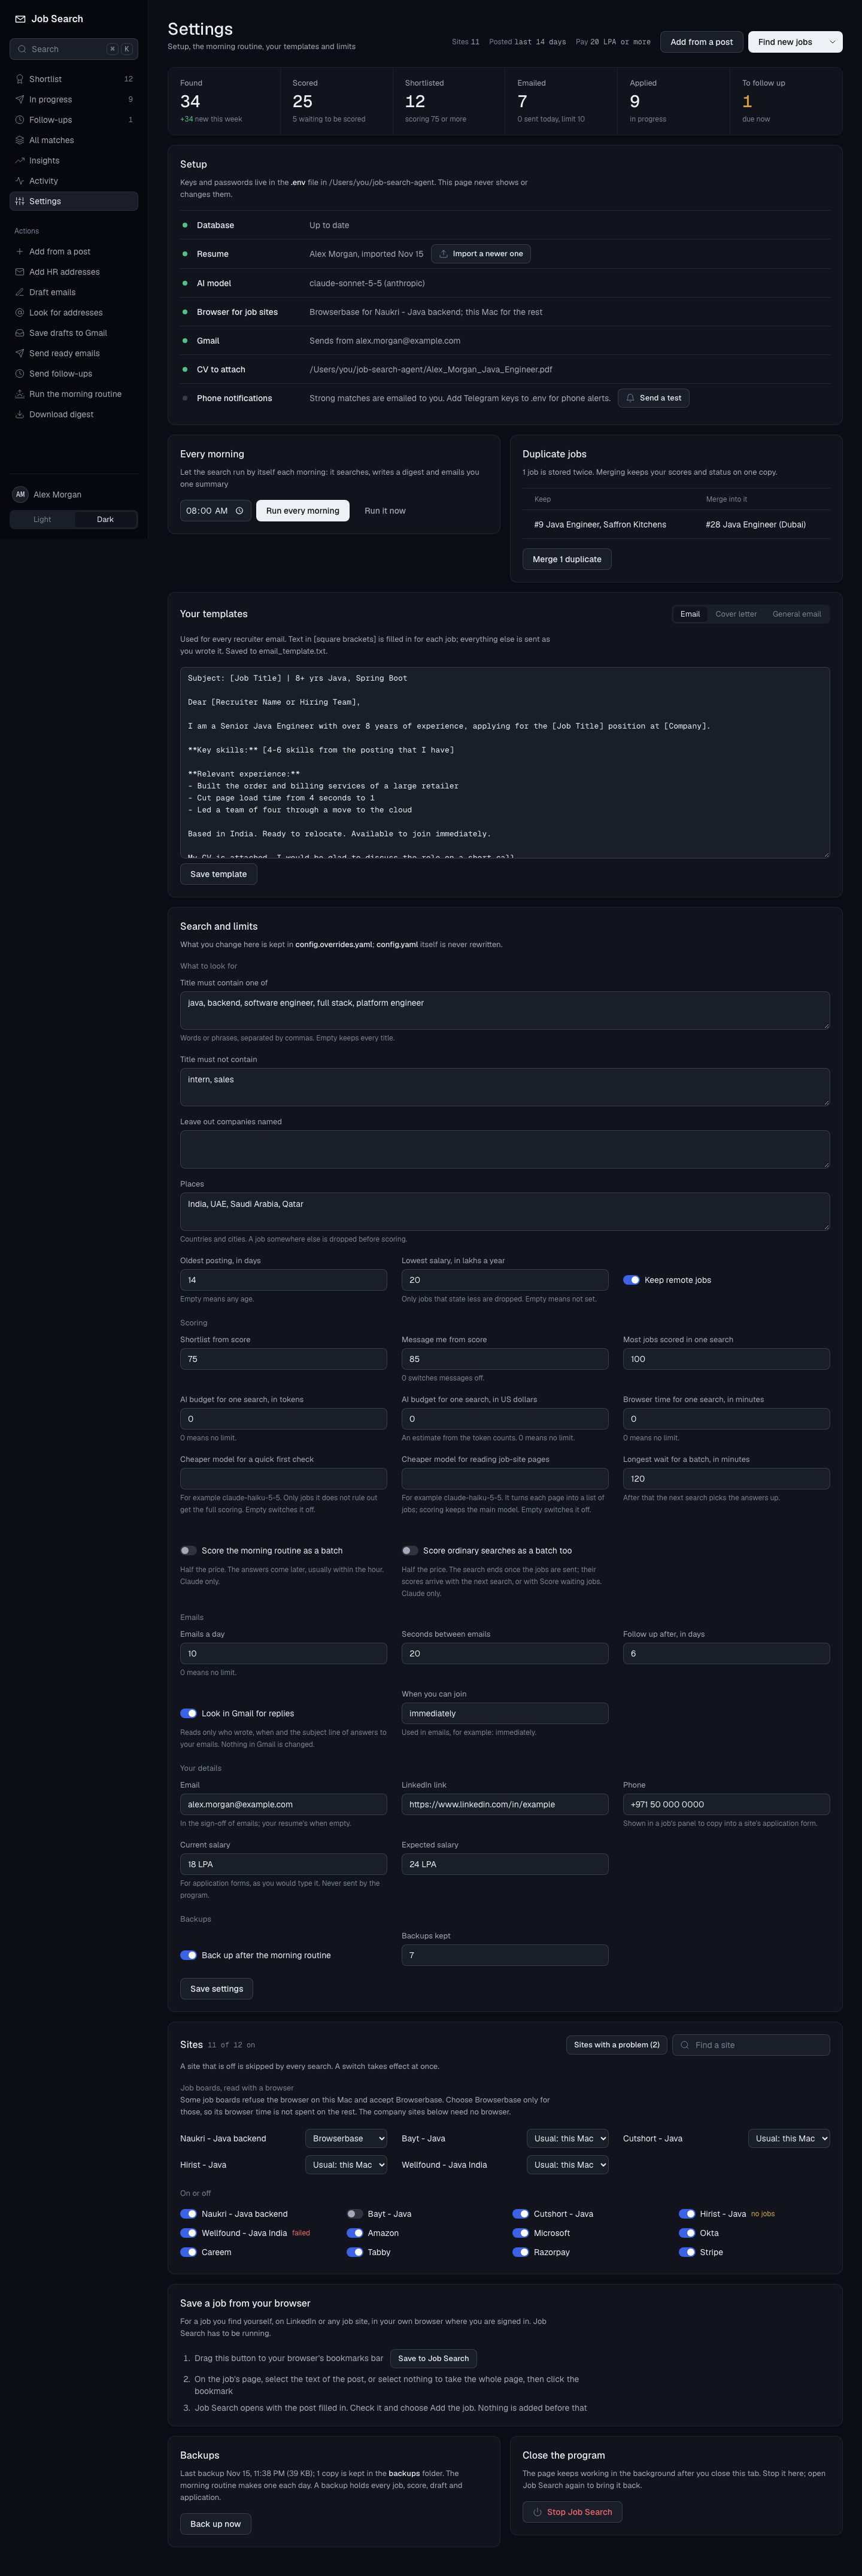 Job Search
Search ⌘ K
Shortlist 12
In progress 9
Follow-ups 1
All matches
Insights
Activity
Settings
Actions
Add from a post
Add HR addresses
Draft emails
Look for addresses
Save drafts to Gmail
Send ready emails
Send follow-ups
Run the morning routine
Download digest
AM Alex Morgan
Light Dark
Settings
Setup, the morning routine, your templates and limits
Sites 11 Posted last 14 days Pay 20 LPA or more
Add from a post
Find new jobs
Found
34
+34 new this week
Scored
25
5 waiting to be scored
Shortlisted
12
scoring 75 or more
Emailed
7
0 sent today, limit 10
Applied
9
in progress
To follow up
1
due now
Setup
Keys and passwords live in the .env file in /Users/you/job-search-agent. This page never shows or
changes them.
Database Up to date
Resume Alex Morgan, imported Nov 15 Import a newer one
AI model claude-sonnet-5-5 (anthropic)
Browser for job sites Browserbase for Naukri - Java backend; this Mac for the rest
Gmail Sends from alex.morgan@example.com
CV to attach /Users/you/job-search-agent/Alex_Morgan_Java_Engineer.pdf
Phone notifications Strong matches are emailed to you. Add Telegram keys to .env for phone alerts. Send a test
Every morning
Let the search run by itself each morning: it searches, writes a digest and emails you
one summary
08:00 AM Run every morning Run it now
Duplicate jobs
1 job is stored twice. Merging keeps your scores and status on one copy.
Keep Merge into it
#9 Java Engineer, Saffron Kitchens #28 Java Engineer (Dubai)
Merge 1 duplicate
Your templates
Email Cover letter General email
Used for every recruiter email. Text in [square brackets] is filled in for each job; everything else is sent as
you wrote it. Saved to email_template.txt.
Subject: [Job Title] | 8+ yrs Java, Spring Boot
Dear [Recruiter Name or Hiring Team],
I am a Senior Java Engineer with over 8 years of experience, applying for the [Job Title] position at [Company].
**Key skills:** [4-6 skills from the posting that I have]
**Relevant experience:**
- Built the order and billing services of a large retailer
- Cut page load time from 4 seconds to 1
- Led a team of four through a move to the cloud
Based in India. Ready to relocate. Available to join immediately.
My CV is attached. I would be glad to discuss the role on a short call.
Save template
Search and limits
What you change here is kept in config.overrides.yaml; config.yaml itself is never rewritten.
What to look for
Title must contain one of
java, backend, software engineer, full stack, platform engineer
Words or phrases, separated by commas. Empty keeps every title.
Title must not contain
intern, sales
Leave out companies named
Places
India, UAE, Saudi Arabia, Qatar
Countries and cities. A job somewhere else is dropped before scoring.
Oldest posting, in days
14
Empty means any age.
Lowest salary, in lakhs a year
20
Only jobs that state less are dropped. Empty means not set.
Keep remote jobs
Scoring
Shortlist from score
75
Message me from score
85
0 switches messages off.
Most jobs scored in one search
100
AI budget for one search, in tokens
0
0 means no limit.
AI budget for one search, in US dollars
0
An estimate from the token counts. 0 means no limit.
Browser time for one search, in minutes
0
0 means no limit.
Cheaper model for a quick first check
For example claude-haiku-5-5. Only jobs it does not rule out
get the full scoring. Empty switches it off.
Cheaper model for reading job-site pages
For example claude-haiku-5-5. It turns each page into a list of
jobs; scoring keeps the main model. Empty switches it off.
Longest wait for a batch, in minutes
120
After that the next search picks the answers up.
Score the morning routine as a batch
Half the price. The answers come later, usually within the hour.
Claude only.
Score ordinary searches as a batch too
Half the price. The search ends once the jobs are sent; their
scores arrive with the next search, or with Score waiting jobs.
Claude only.
Emails
Emails a day
10
0 means no limit.
Seconds between emails
20
Follow up after, in days
6
Look in Gmail for replies
Reads only who wrote, when and the subject line of answers to
your emails. Nothing in Gmail is changed.
When you can join
immediately
Used in emails, for example: immediately.
Your details
Email
alex.morgan@example.com
In the sign-off of emails; your resume's when empty.
LinkedIn link
https://www.linkedin.com/in/example
Phone
+971 50 000 0000
Shown in a job's panel to copy into a site's application form.
Current salary
18 LPA
For application forms, as you would type it. Never sent by the
program.
Expected salary
24 LPA
Backups
Back up after the morning routine
Backups kept
7
Save settings
Sites 11 of 12 on
Sites with a problem (2)
Find a site
A site that is off is skipped by every search. A switch takes effect at once.
Job boards, read with a browser
Some job boards refuse the browser on this Mac and accept Browserbase. Choose Browserbase only for
those, so its browser time is not spent on the rest. The company sites below need no browser.
Naukri - Java backend Browserbase
Bayt - Java Usual: this Mac
Cutshort - Java Usual: this Mac
Hirist - Java Usual: this Mac
Wellfound - Java India Usual: this Mac
On or off
Naukri - Java backend Bayt - Java Cutshort - Java Hirist - Java no jobs
Wellfound - Java India failed Amazon Microsoft Okta
Careem Tabby Razorpay Stripe
Save a job from your browser
For a job you find yourself, on LinkedIn or any job site, in your own browser where you are signed in. Job
Search has to be running.
1. Drag this button to your browser's bookmarks bar Save to Job Search
2. On the job's page, select the text of the post, or select nothing to take the whole page, then click the
bookmark
3. Job Search opens with the post filled in. Check it and choose Add the job. Nothing is added before that
Backups
Last backup Nov 15, 11:38 PM (39 KB); 1 copy is kept in the backups folder. The
morning routine makes one each day. A backup holds every job, score, draft and
application.
Back up now
Close the program
The page keeps working in the background after you close this tab. Stop it here; open
Job Search again to bring it back.
Stop Job Search